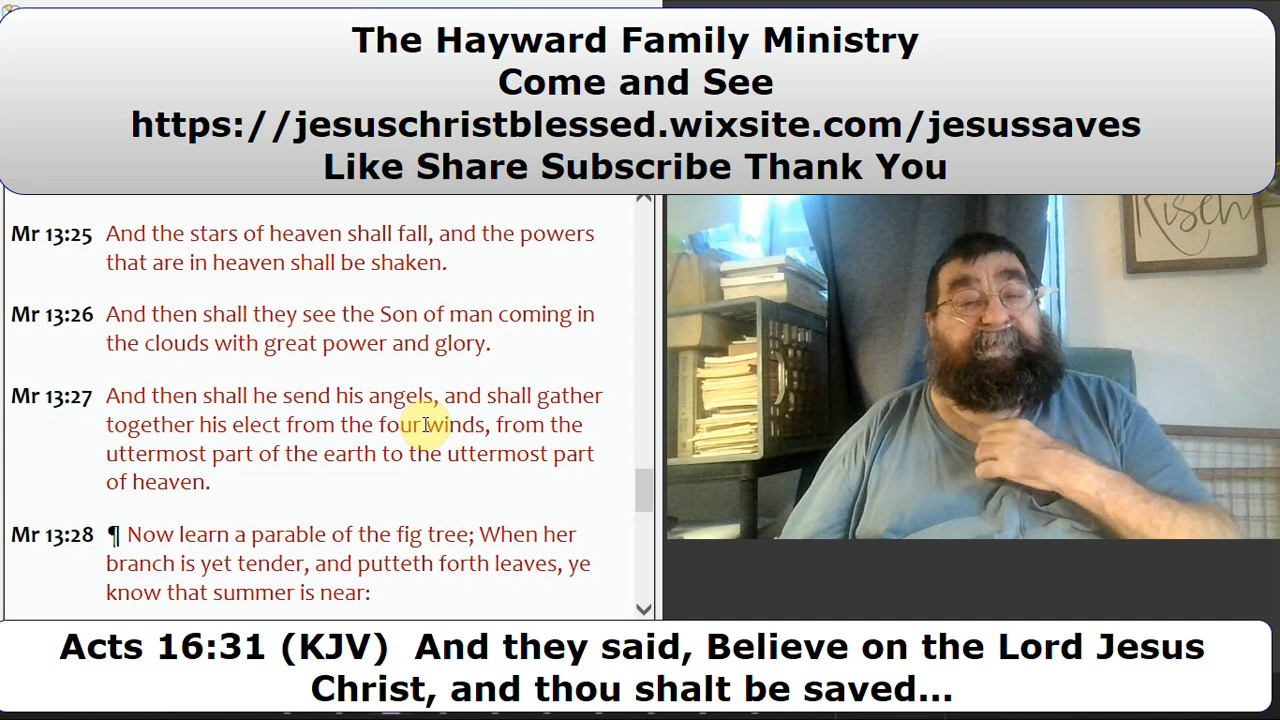 The Hayward Family Ministry
Come and See
https://jesuschristblessed.wixsite.com/jesussaves
Like Share Subscribe Thank You
Mr 13:25 And the stars of heaven shall fall, and the powers
that are in heaven shall be shaken.
Mr 13:26 And then shall they see the Son of man coming in
the clouds with great power and glory.
Mr 13:27 And then shall he send his angels, and shall gather
together his elect from the four winds, from the
uttermost part of the earth to the uttermost part
of heaven.
Mr 13:28 ¶ Now learn a parable of the fig tree; When her
branch is yet tender, and putteth forth leaves, ye
know that summer is near:
Risen
Acts 16:31 (KJV) And they said, Believe on the Lord Jesus
Christ, and thou shalt be saved...